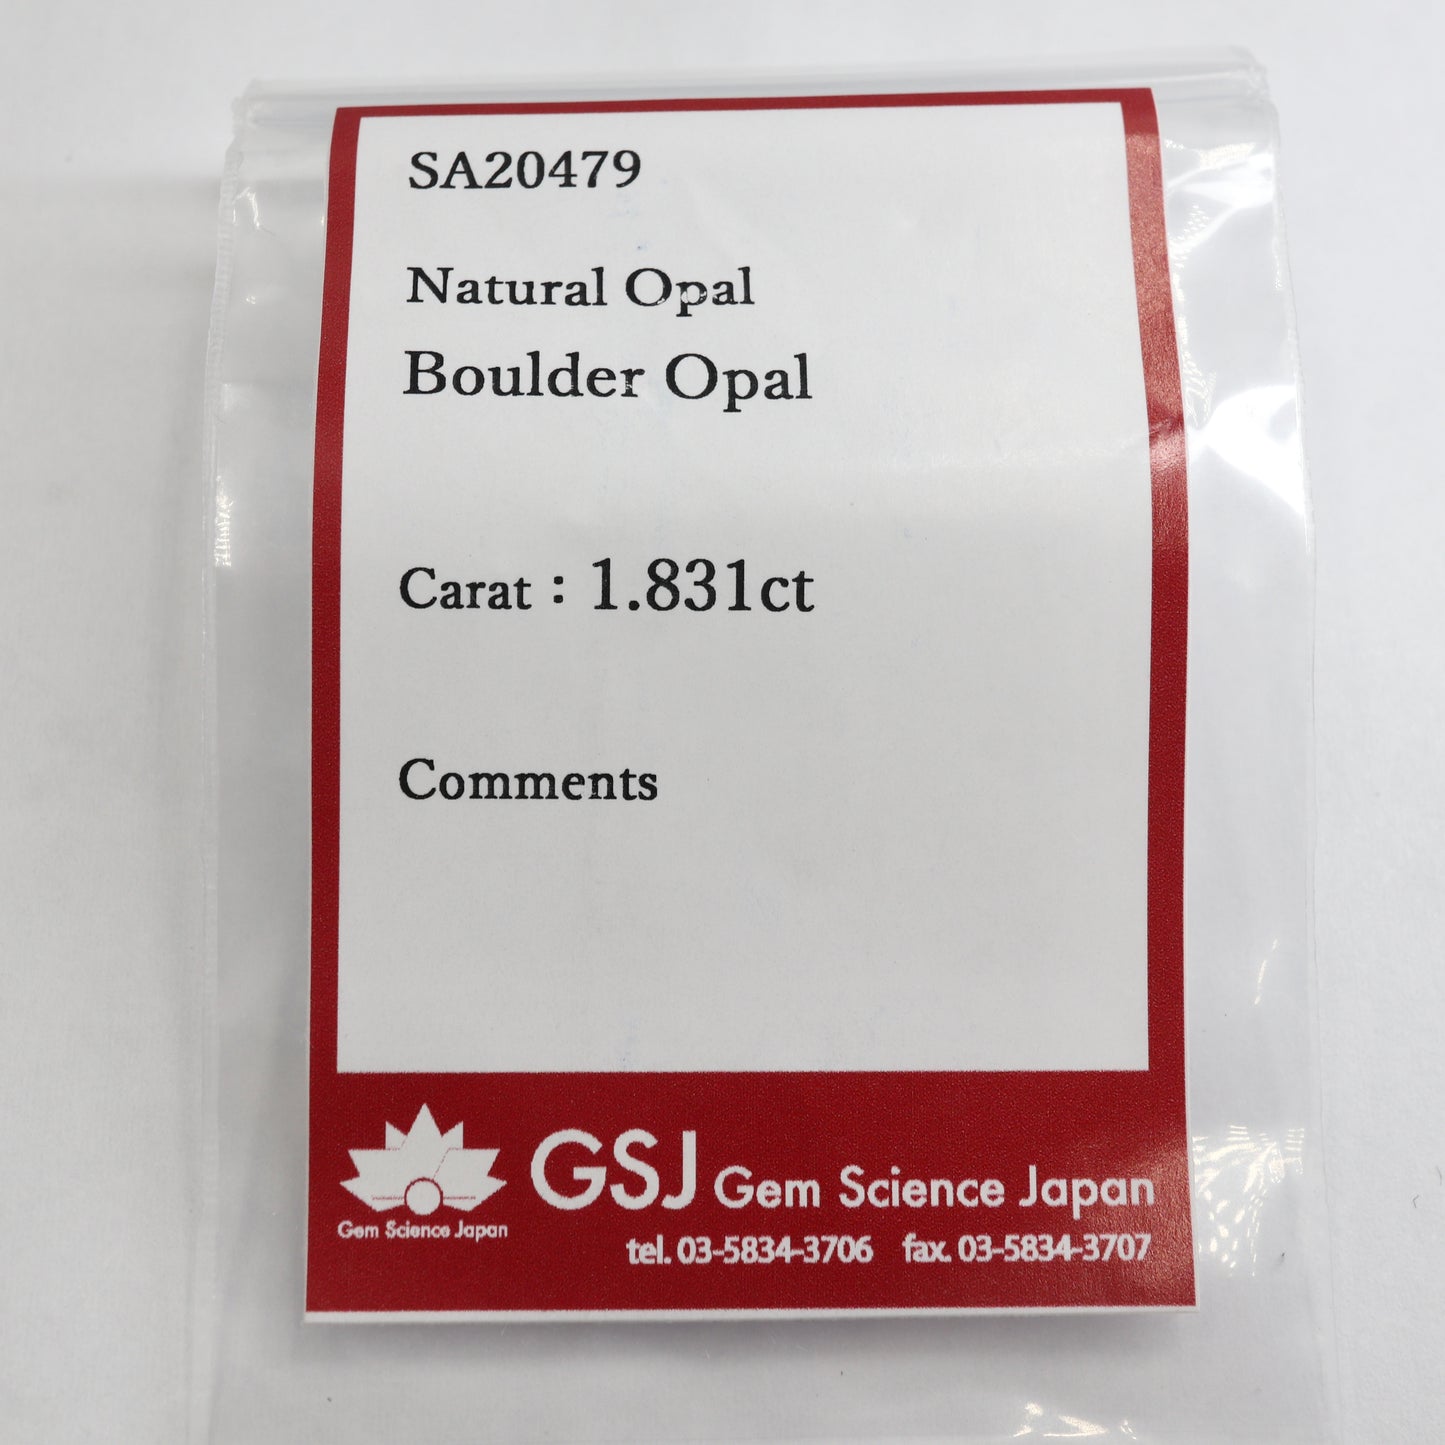 SA20479
Natural Opal
Boulder Opal
Carat : 1.831ct
Comments
GSJ Gem Science Japan
Gem Science Japan
tel. 03-5834-3706 fax. 03-5834-3707